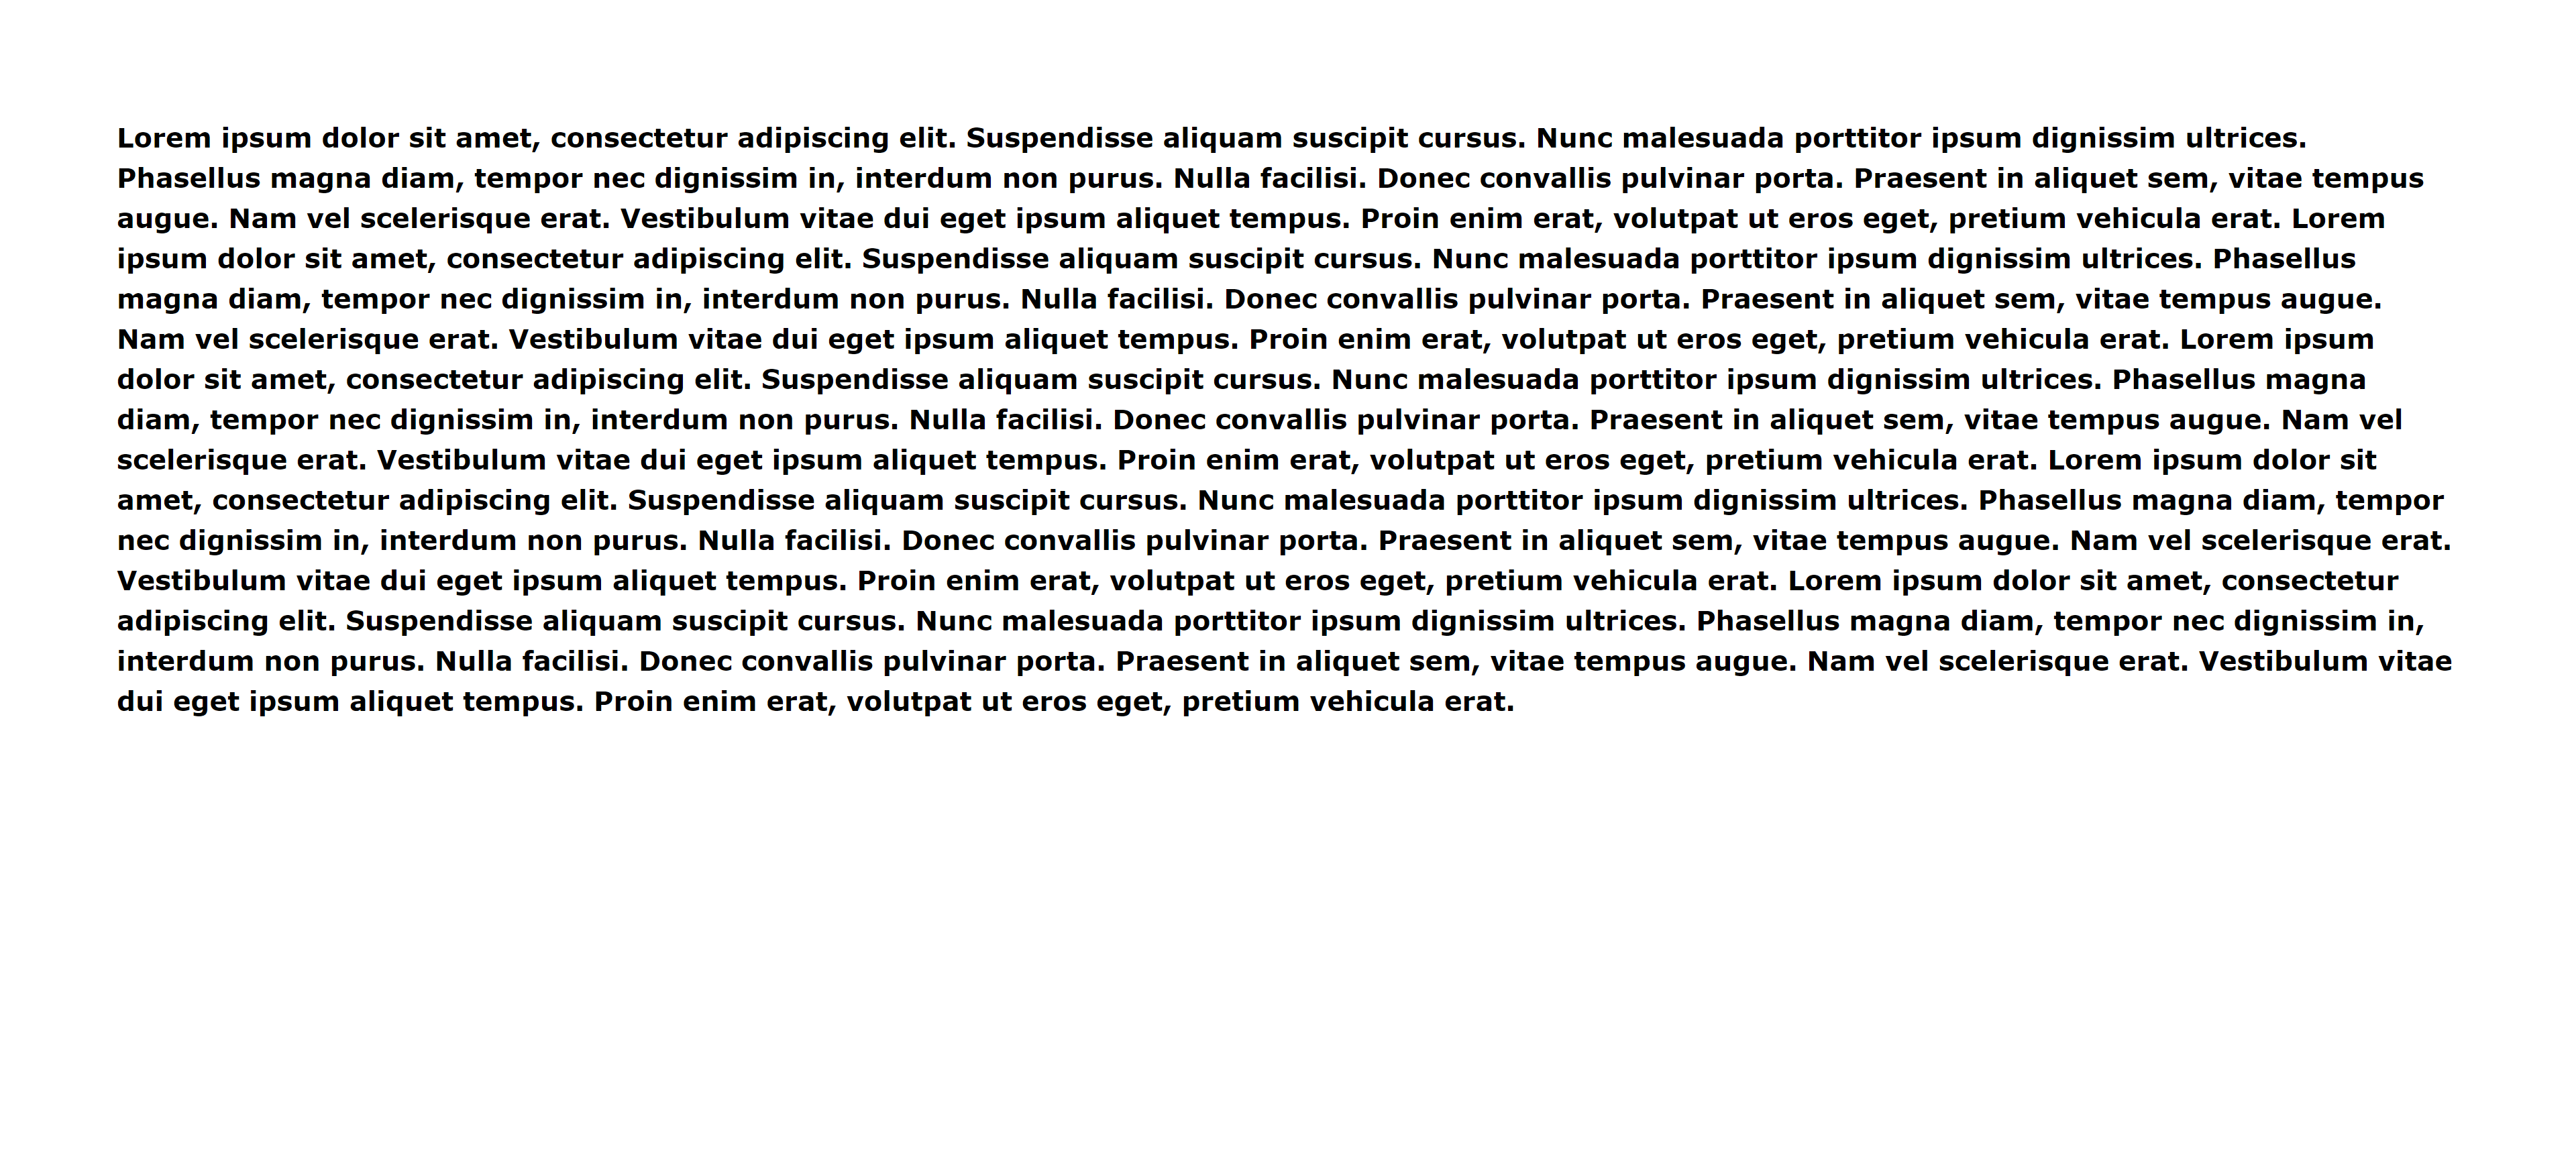 Lorem ipsum dolor sit amet, consectetur adipiscing elit. Suspendisse aliquam suscipit cursus. Nunc malesuada porttitor ipsum dignissim ultrices.
Phasellus magna diam, tempor nec dignissim in, interdum non purus. Nulla facilisi. Donec convallis pulvinar porta. Praesent in aliquet sem, vitae tempus
augue. Nam vel scelerisque erat. Vestibulum vitae dui eget ipsum aliquet tempus. Proin enim erat, volutpat ut eros eget, pretium vehicula erat. Lorem
ipsum dolor sit amet, consectetur adipiscing elit. Suspendisse aliquam suscipit cursus. Nunc malesuada porttitor ipsum dignissim ultrices. Phasellus
magna diam, tempor nec dignissim in, interdum non purus. Nulla facilisi. Donec convallis pulvinar porta. Praesent in aliquet sem, vitae tempus augue.
Nam vel scelerisque erat. Vestibulum vitae dui eget ipsum aliquet tempus. Proin enim erat, volutpat ut eros eget, pretium vehicula erat. Lorem ipsum
dolor sit amet, consectetur adipiscing elit. Suspendisse aliquam suscipit cursus. Nunc malesuada porttitor ipsum dignissim ultrices. Phasellus magna
diam, tempor nec dignissim in, interdum non purus. Nulla facilisi. Donec convallis pulvinar porta. Praesent in aliquet sem, vitae tempus augue. Nam vel
scelerisque erat. Vestibulum vitae dui eget ipsum aliquet tempus. Proin enim erat, volutpat ut eros eget, pretium vehicula erat. Lorem ipsum dolor sit
amet, consectetur adipiscing elit. Suspendisse aliquam suscipit cursus. Nunc malesuada porttitor ipsum dignissim ultrices. Phasellus magna diam, tempor
nec dignissim in, interdum non purus. Nulla facilisi. Donec convallis pulvinar porta. Praesent in aliquet sem, vitae tempus augue. Nam vel scelerisque erat.
Vestibulum vitae dui eget ipsum aliquet tempus. Proin enim erat, volutpat ut eros eget, pretium vehicula erat. Lorem ipsum dolor sit amet, consectetur
adipiscing elit. Suspendisse aliquam suscipit cursus. Nunc malesuada porttitor ipsum dignissim ultrices. Phasellus magna diam, tempor nec dignissim in,
interdum non purus. Nulla facilisi. Donec convallis pulvinar porta. Praesent in aliquet sem, vitae tempus augue. Nam vel scelerisque erat. Vestibulum vitae
dui eget ipsum aliquet tempus. Proin enim erat, volutpat ut eros eget, pretium vehicula erat.